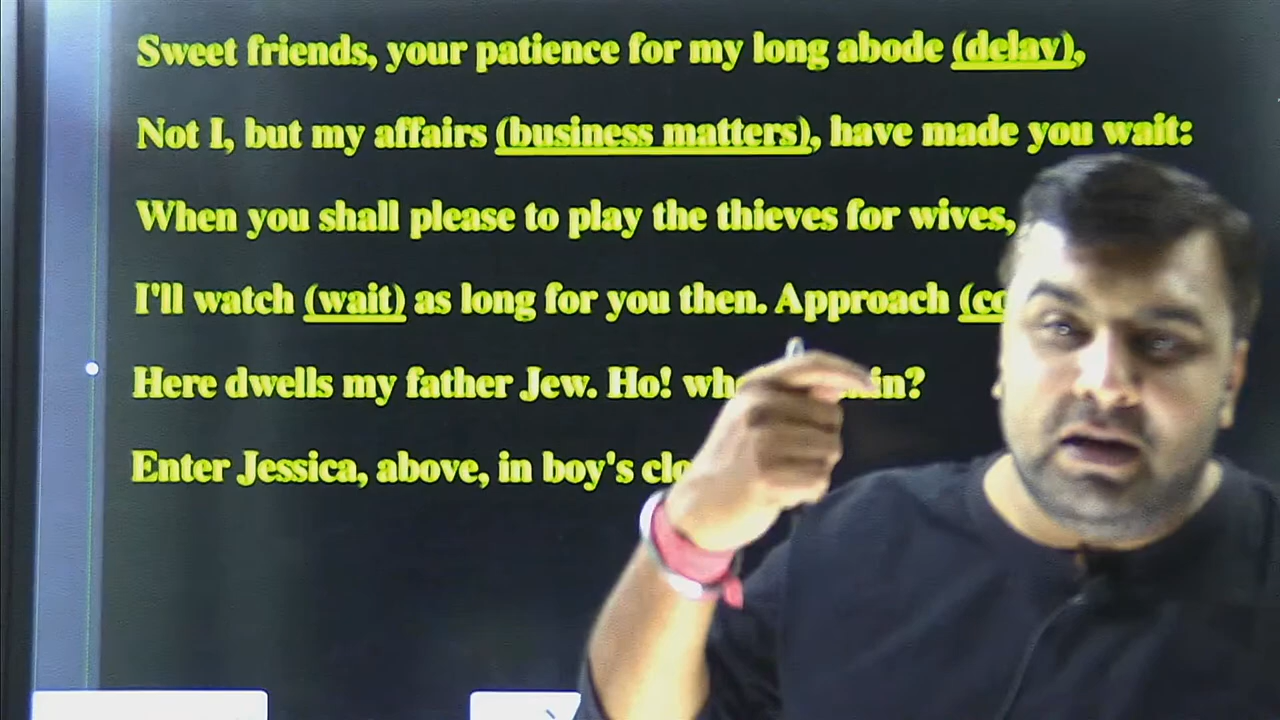 Sweet friends, your patience for my long abode (delay),
Not I, but my affairs (business matters), have made you wait:
When you shall please to play the thieves for wives,
I'll watch (wait) as long for you then. Approach
Here dwells my father Jew. Ho! in?
Enter Jessica, above, in boy's